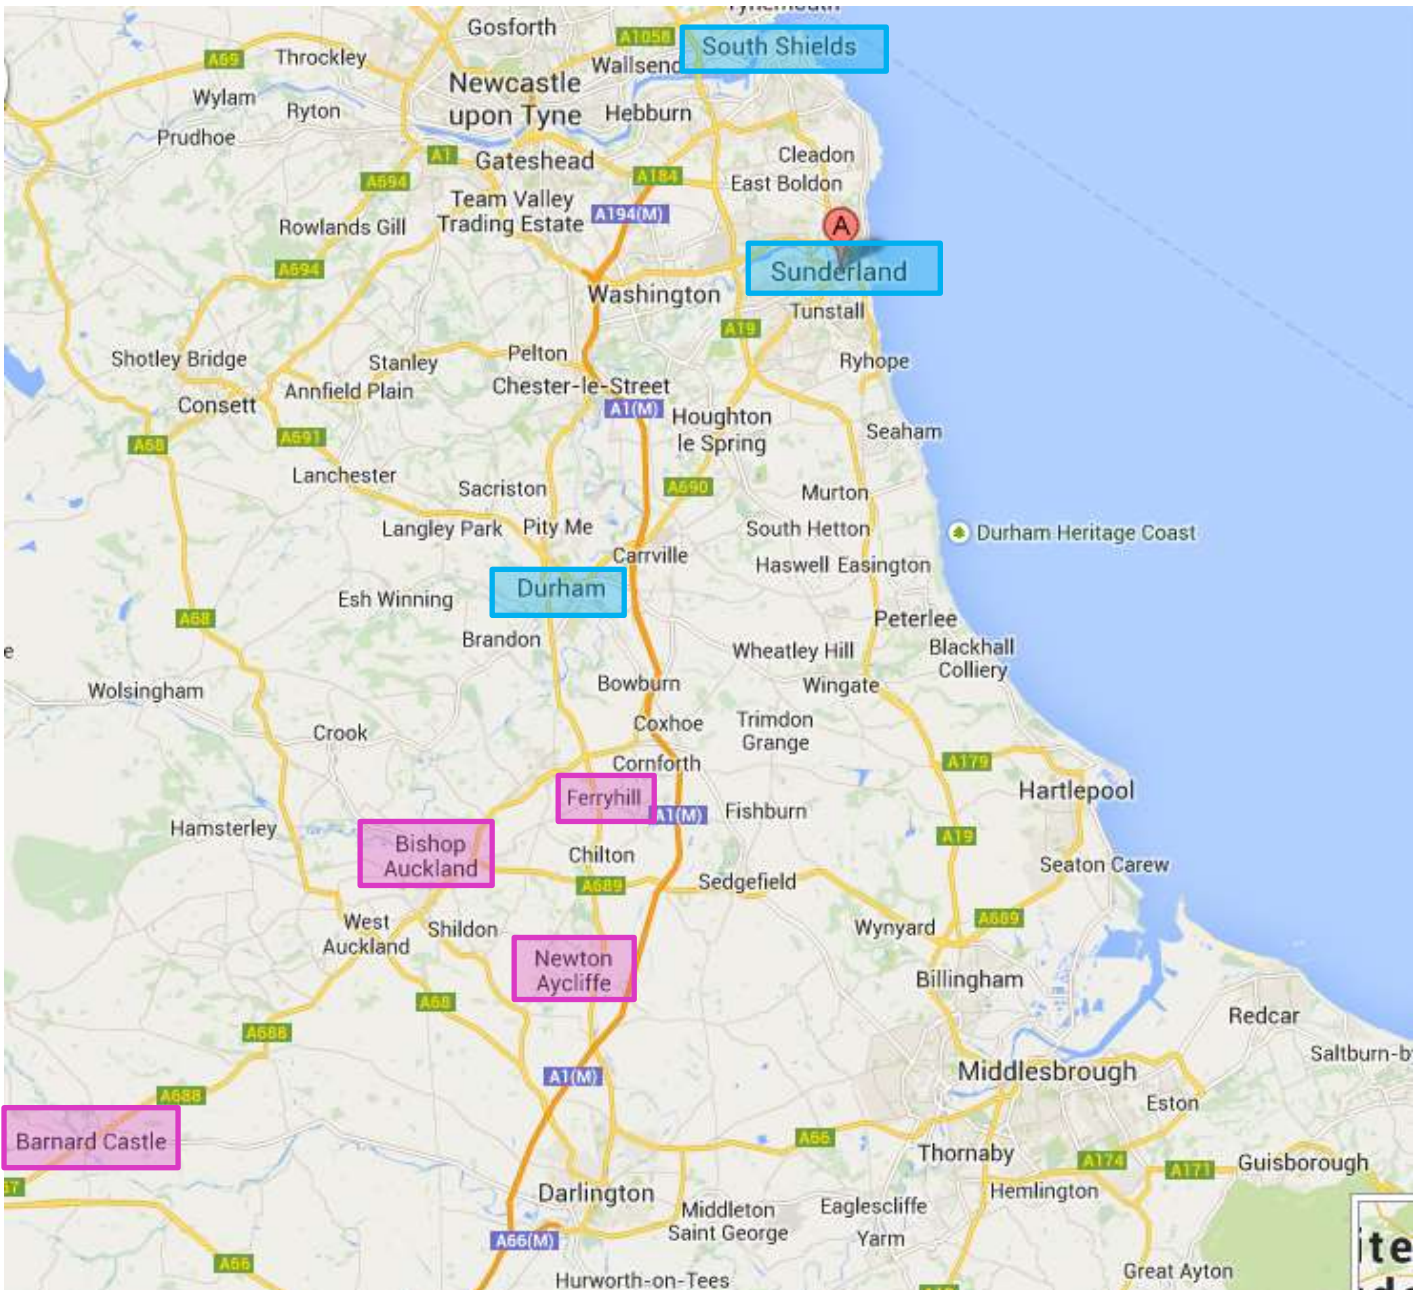 Tynemouth
Gosforth
A1058
South Shields
A69
Throckley
Wallsend
Newcastle
upon Tyne
Wylam
Ryton
Hebburn
Prudhoe
A1
Gateshead
Cleadon
A694
A184
East Boldon
Team Valley
Trading Estate
A194(M)
Rowlands Gill
A
A694
Sunderland
Washington
Tunstall
A19
Shotley Bridge
Stanley
Pelton
Ryhope
Annfield Plain
Chester-le-Street
Consett
A1(M)
Houghton
le Spring
A68
A691
Seaham
Lanchester
Sacriston
A690
Murton
Langley Park
Pity Me
South Hetton
Durham Heritage Coast
Carrville
Haswell
Easington
Durham
Esh Winning
A68
Peterlee
Brandon
Wheatley Hill
Blackhall
Colliery
e
Wolsingham
Bowburn
Wingate
Crook
Coxhoe
Trimdon
Grange
Cornforth
A179
Ferryhill
Hartlepool
A1(M)
Fishburn
Hamsterley
A19
Bishop
Auckland
Chilton
Seaton Carew
A689
Sedgefield
West
Auckland
Shildon
Wynyard
A689
Newton
Aycliffe
Billingham
A68
Redcar
A688
Saltburn-b
A1(M)
Middlesbrough
A688
Eston
Barnard Castle
A66
Thornaby
A174
A171
Guisborough
67
Darlington
Hemlington
Middleton
Saint George
Eaglescliffe
A66(M)
Yarm
ite
A66
Hurworth-on-Tees
Great Ayton